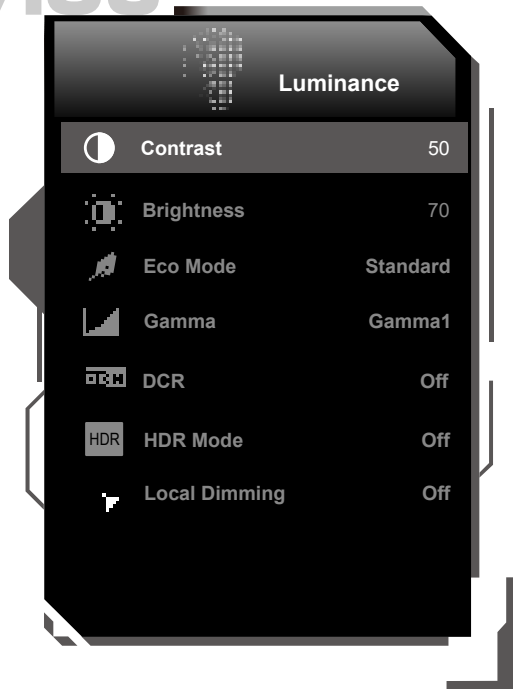 Luminance
Contrast 50
Brightness 70
Eco Mode Standard
Gamma Gamma1
DCR DCR Off
HDR HDR Mode Off
Local Dimming Off